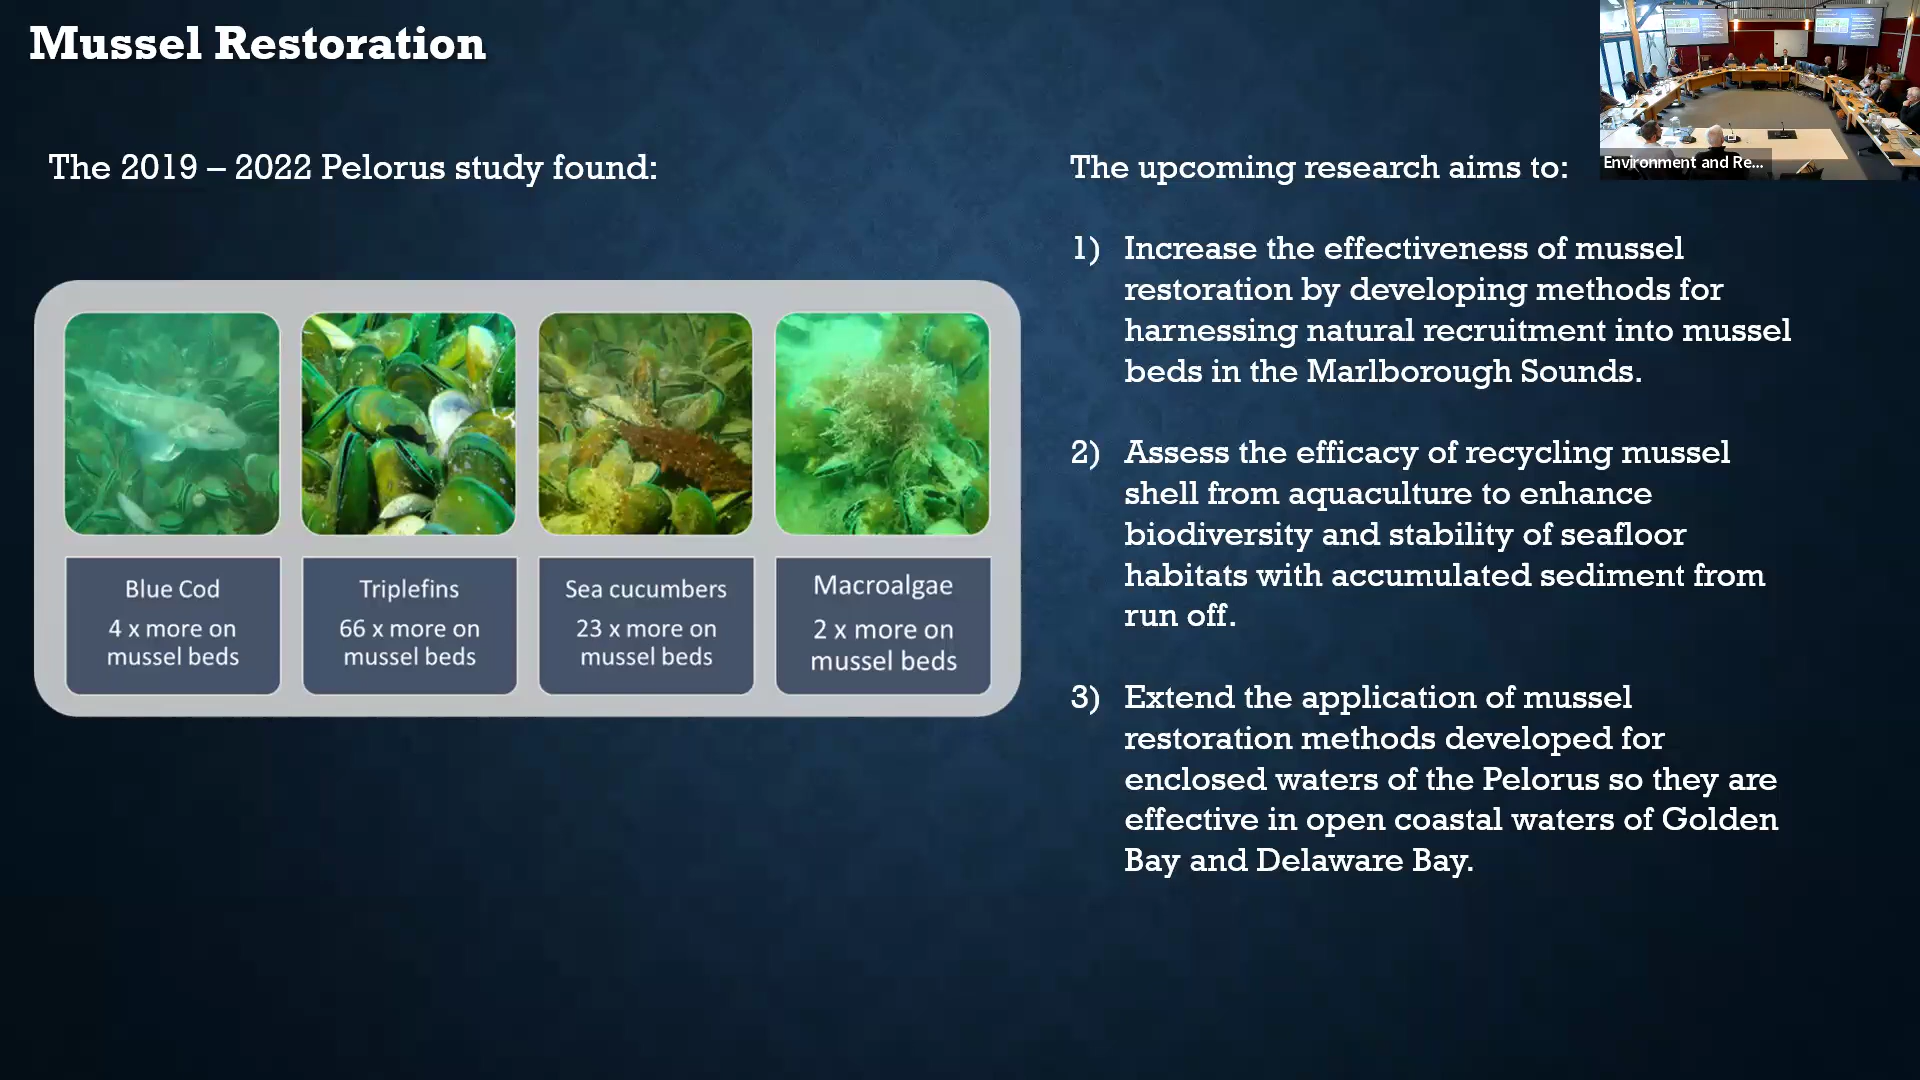 Mussel Restoration
The 2019 – 2022 Pelorus study found:
Blue Cod
4 x more on
mussel beds
Triplefins
66 x more on
mussel beds
Sea cucumbers
23 x more on
mussel beds
Macroalgae
2 x more on
mussel beds
The upcoming research aims to:
1) Increase the effectiveness of mussel
restoration by developing methods for
harnessing natural recruitment into mussel
beds in the Marlborough Sounds.
2) Assess the efficacy of recycling mussel
shell from aquaculture to enhance
biodiversity and stability of seafloor
habitats with accumulated sediment from
run off.
3) Extend the application of mussel
restoration methods developed for
enclosed waters of the Pelorus so they are
effective in open coastal waters of Golden
Bay and Delaware Bay.
Environment and Re...